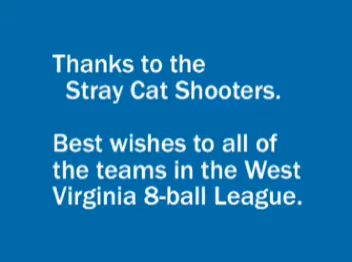 Thanks to the
Stray Cat Shooters.
Best wishes to all of
the teams in the West
Virginia 8-ball League.